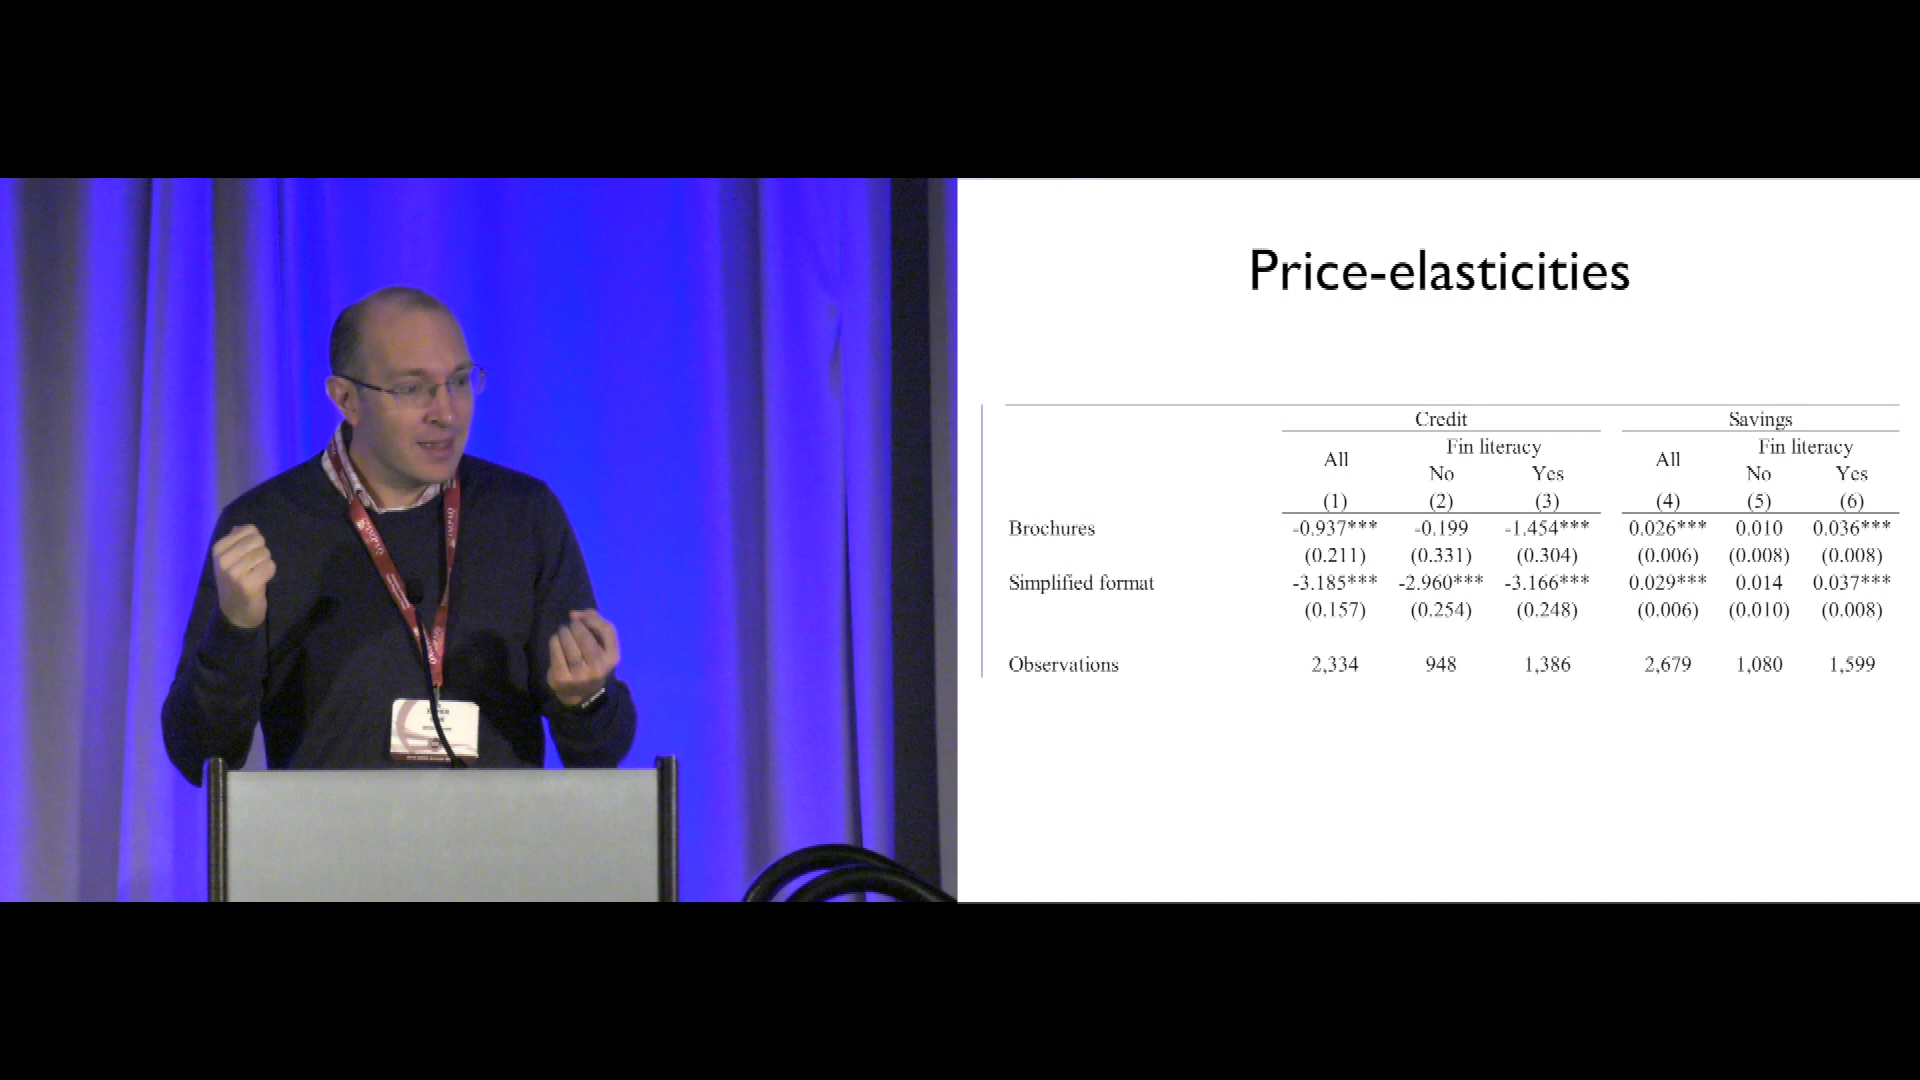 Price-elasticities
Credit Savings
All Fin literacy All Fin literacy
No Yes No Yes
(1) (2) (3) (4) (5) (6)
Brochures -0.937*** -0.199 -1.454*** 0.026*** 0.010 0.036***
(0.211) (0.331) (0.304) (0.006) (0.008) (0.008)
Simplified format -3.185*** -2.960*** -3.166*** 0.029*** 0.014 0.037***
(0.157) (0.254) (0.248) (0.006) (0.010) (0.008)
Observations 2,334 948 1,386 2,679 1,080 1,599